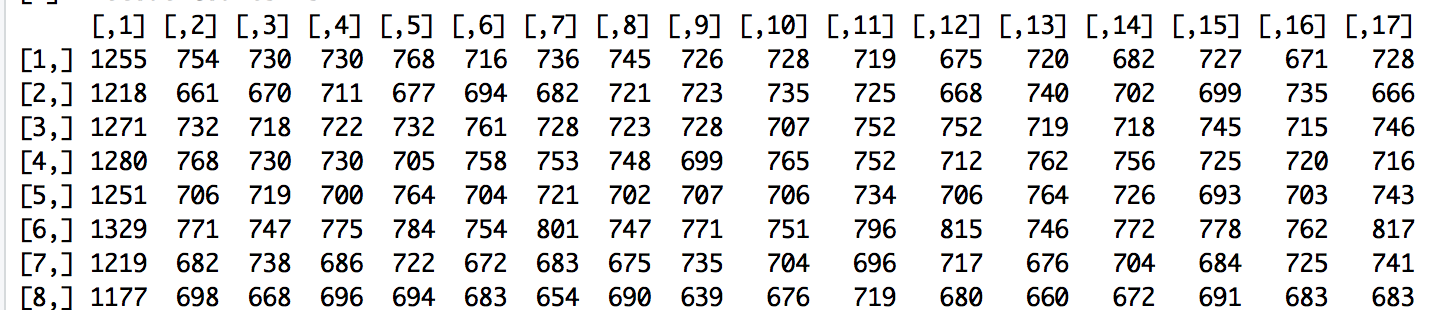 [,1] [,2] [,3] [,4] [,5] [,6] [,7] [,8] [,9] [,10] [,11] [,12] [,13] [,14] [,15] [,16] [,17]
[1,] 1255 754 730 730 768 716 736 745 726 728 719 675 720 682 727 671 728
[2,] 1218 661 670 711 677 694 682 721 723 735 725 668 740 702 699 735 666
[3,] 1271 732 718 722 732 761 728 723 728 707 752 752 719 718 745 715 746
[4,] 1280 768 730 730 705 758 753 748 699 765 752 712 762 756 725 720 716
[5,] 1251 706 719 700 764 704 721 702 707 706 734 706 764 726 693 703 743
[6,] 1329 771 747 775 784 754 801 747 771 751 796 815 746 772 778 762 817
[7,] 1219 682 738 686 722 672 683 675 735 704 696 717 676 704 684 725 741
[8,] 1177 698 668 696 694 683 654 690 639 676 719 680 660 672 691 683 683